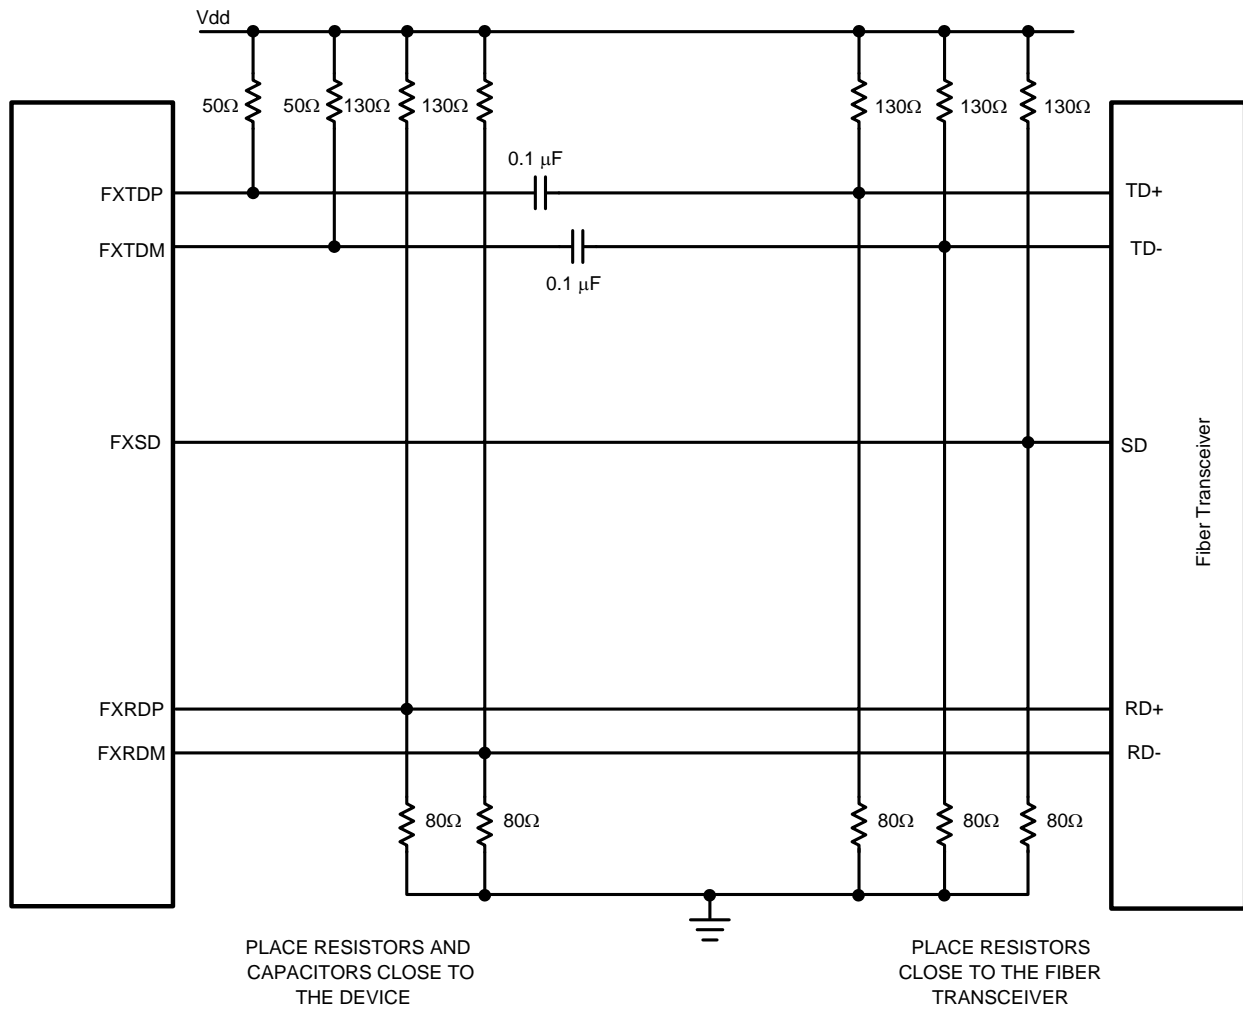 Vdd
50Ω
50Ω
130Ω
130Ω
130Ω
130Ω
130Ω
0.1 μF
FXTDP
TD+
FXTDM
TD-
0.1 μF
FXSD
SD
Fiber Transceiver
FXRDP
RD+
FXRDM
RD-
80Ω
80Ω
80Ω
80Ω
80Ω
PLACE RESISTORS AND
CAPACITORS CLOSE TO
THE DEVICE
PLACE RESISTORS
CLOSE TO THE FIBER
TRANSCEIVER